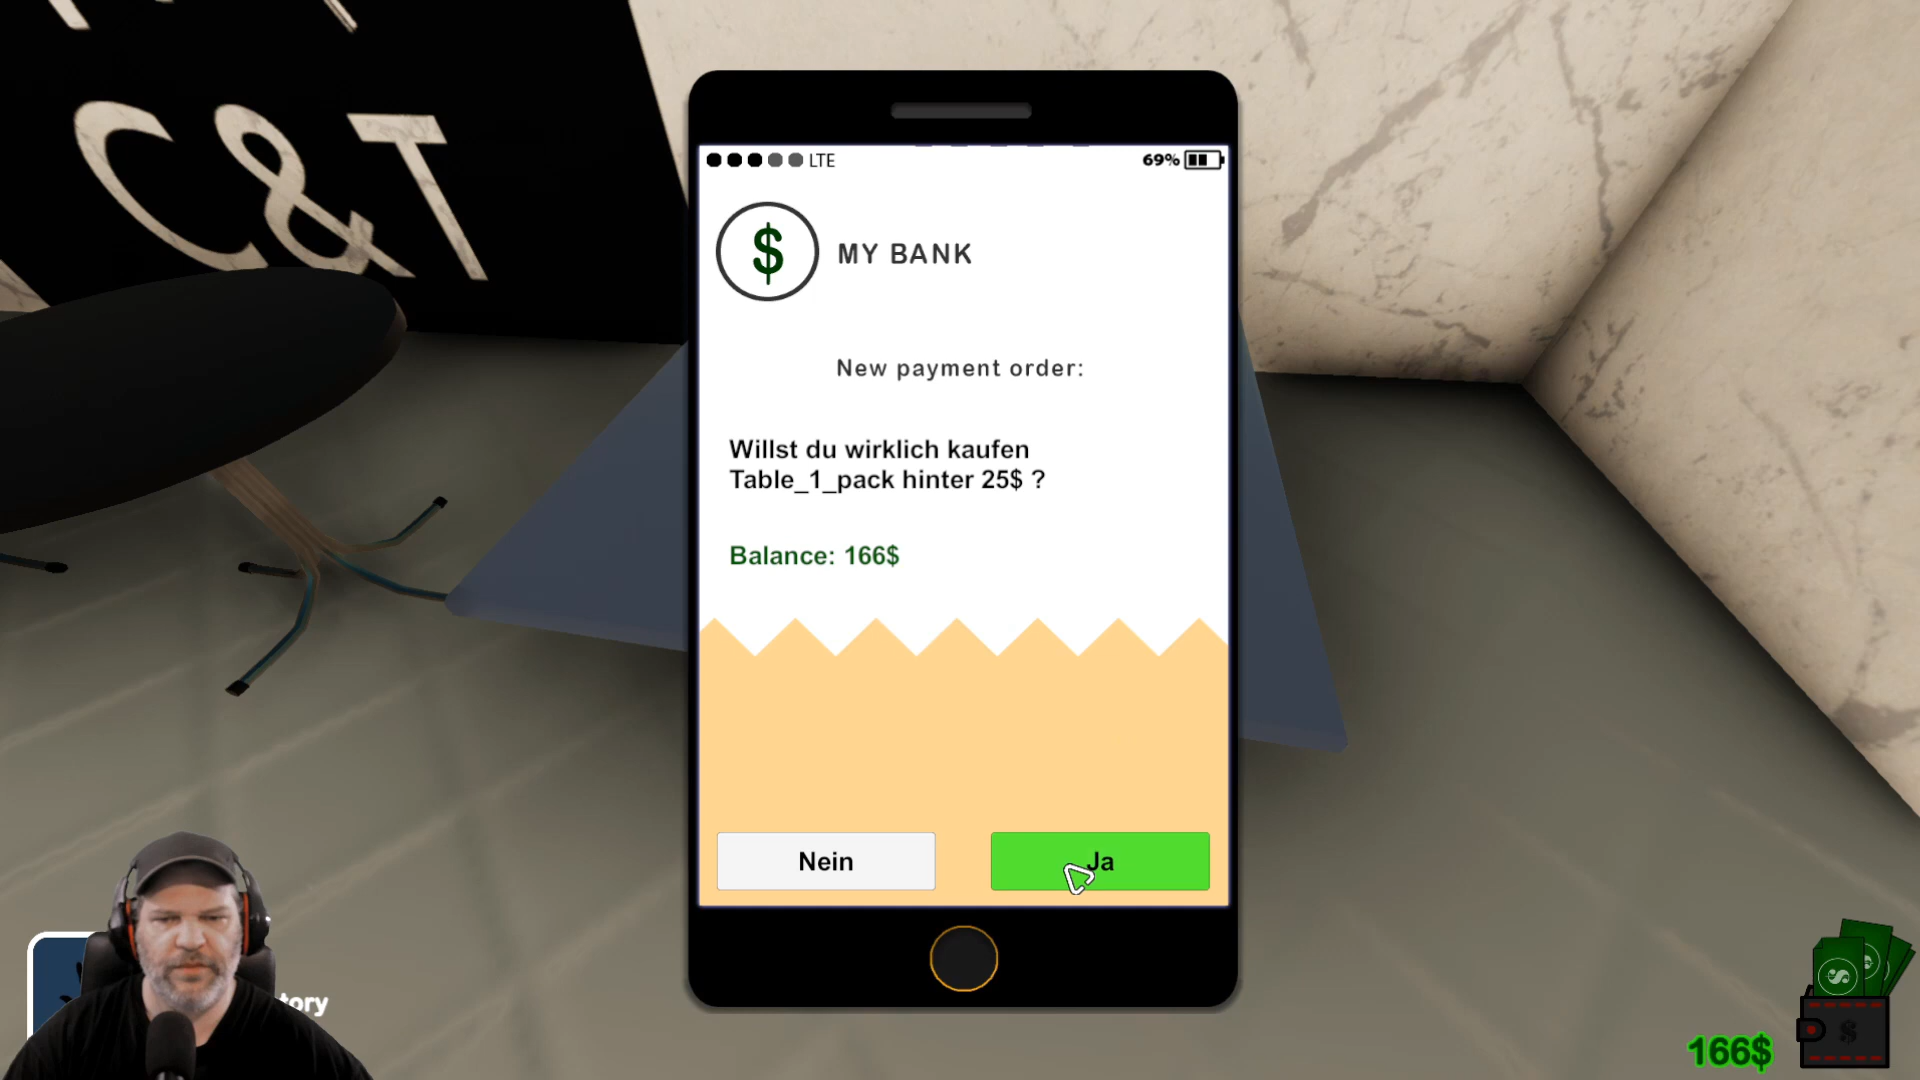 C&T
LTE
69%
$
MY BANK
New payment order:
Willst du wirklich kaufen
Table_1_pack hinter 25$ ?
Balance: 166$
Nein
Ja
tory
166$